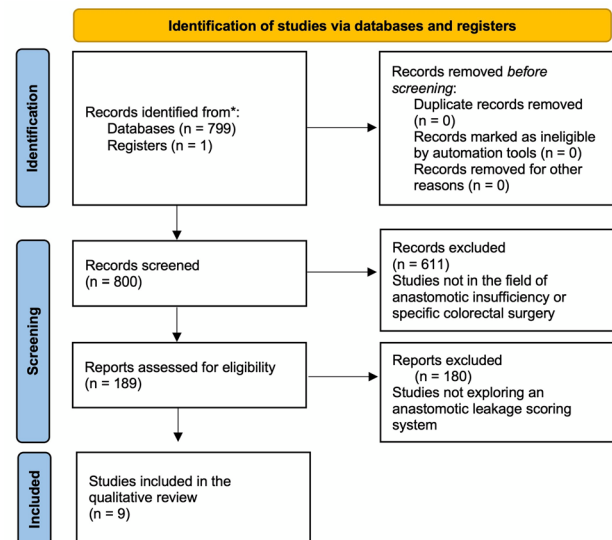 Identification of studies via databases and registers
Identification
Records identified from*:
Databases (n = 799)
Registers (n = 1)
Records removed before
screening:
Duplicate records removed
(n = 0)
Records marked as ineligible
by automation tools (n = 0)
Records removed for other
reasons (n = 0)
Screening
Records screened
(n = 800)
Records excluded
(n = 611)
Studies not in the field of
anastomotic insufficiency or
specific colorectal surgery
Reports assessed for eligibility
(n = 189)
Reports excluded
(n = 180)
Studies not exploring an
anastomotic leakage scoring
system
Included
Studies included in the
qualitative review
(n = 9)